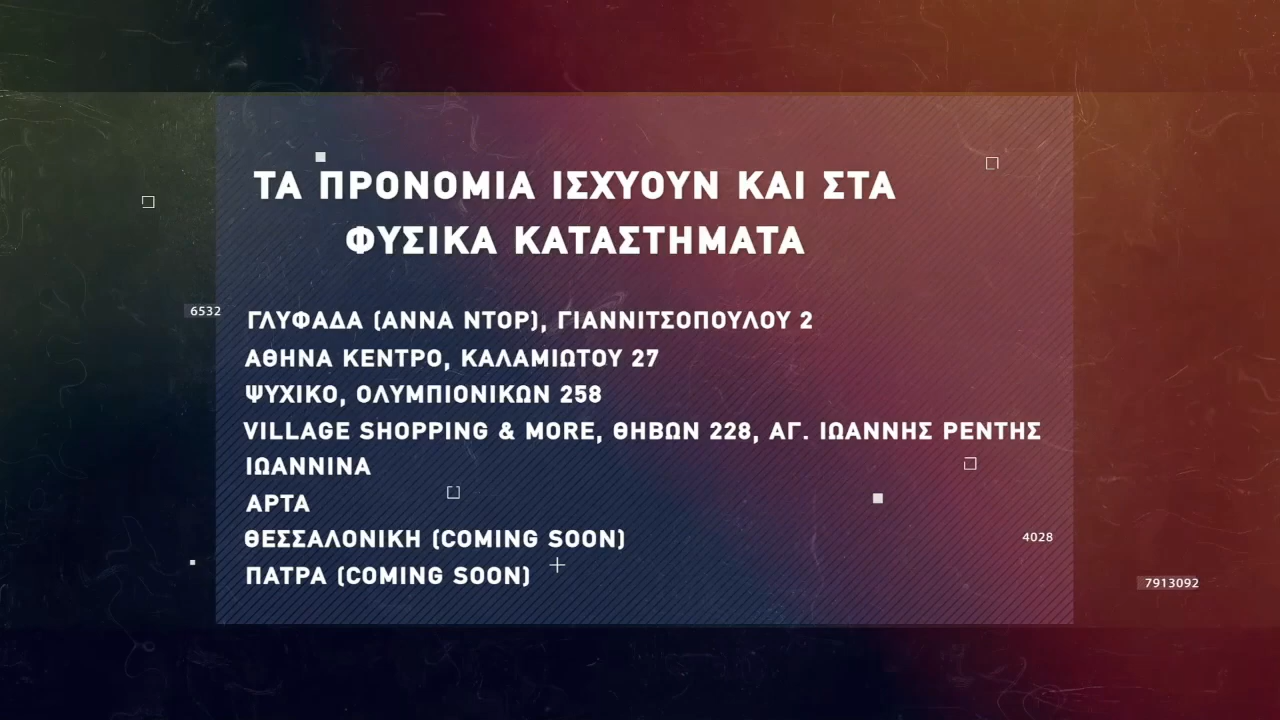 ΤΑ ΠΡΟΝΟΜΙΑ ΙΣΧΥΟΥΝ ΚΑΙ ΣΤΑ
ΦΥΣΙΚΑ ΚΑΤΑΣΤΗΜΑΤΑ
6532
ΓΛΥΦΑΔΑ (ΑΝΝΑ ΝΤΟΡ), ΓΙΑΝΝΙΤΣΟΠΟΥΛΟΥ 2
ΑΘΗΝΑ ΚΕΝΤΡΟ, ΚΑΛΑΜΙΩΤΟΥ 27
ΨΥΧΙΚΟ, ΟΛΥΜΠΙΟΝΙΚΩΝ 258
VILLAGE SHOPPING & MORE, ΘΗΒΩΝ 228, ΑΓ. ΙΩΑΝΝΗΣ ΡΕΝΤΗΣ
ΙΩΑΝΝΙΝΑ
ΑΡΤΑ
ΘΕΣΣΑΛΟΝΙΚΗ (COMING SOON)
4028
ΠΑΤΡΑ (COMING SOON)
7913092